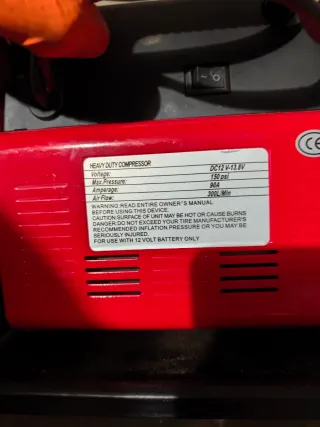 HEAVY DUTY COMPRESSOR
Voltage: DC12 V-13.8V
Max.Pressure: 150 psi
Amperage: 90A
Air Flow: 300L/Min
WARNING:READ ENTIRE OWNER'S MANUAL
BEFORE USING THIS DEVICE.
CAUTION:SURFACE OF UNIT MAY BE HOT OR CAUSE BURNS
DANGER:DO NOT EXCEED YOUR TIRE MANUFACTURER'S
RECOMMENDED INFLATION PRESSURE OR YOU MAY BE
SERIOUSLY INJURED.
FOR USE WITH 12 VOLT BATTERY ONLY
CE